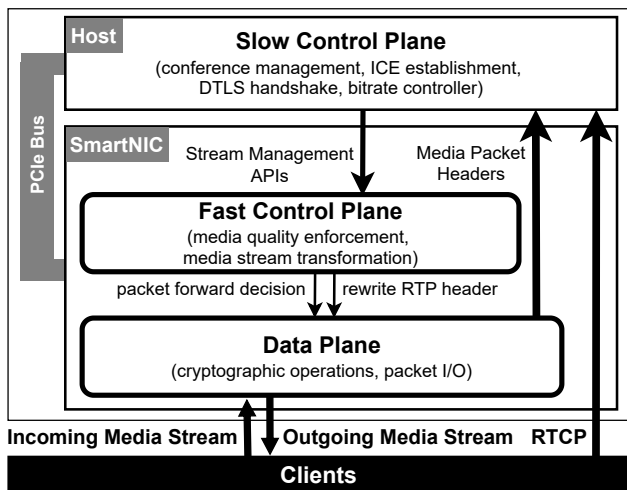 Host
Slow Control Plane
(conference management, ICE establishment,
DTLS handshake, bitrate controller)
PCIe Bus
SmartNIC
Stream Management
APIs
Media Packet
Headers
Fast Control Plane
(media quality enforcement,
media stream transformation)
packet forward decision
rewrite RTP header
Data Plane
(cryptographic operations, packet I/O)
Incoming Media Stream
Outgoing Media Stream
RTCP
Clients